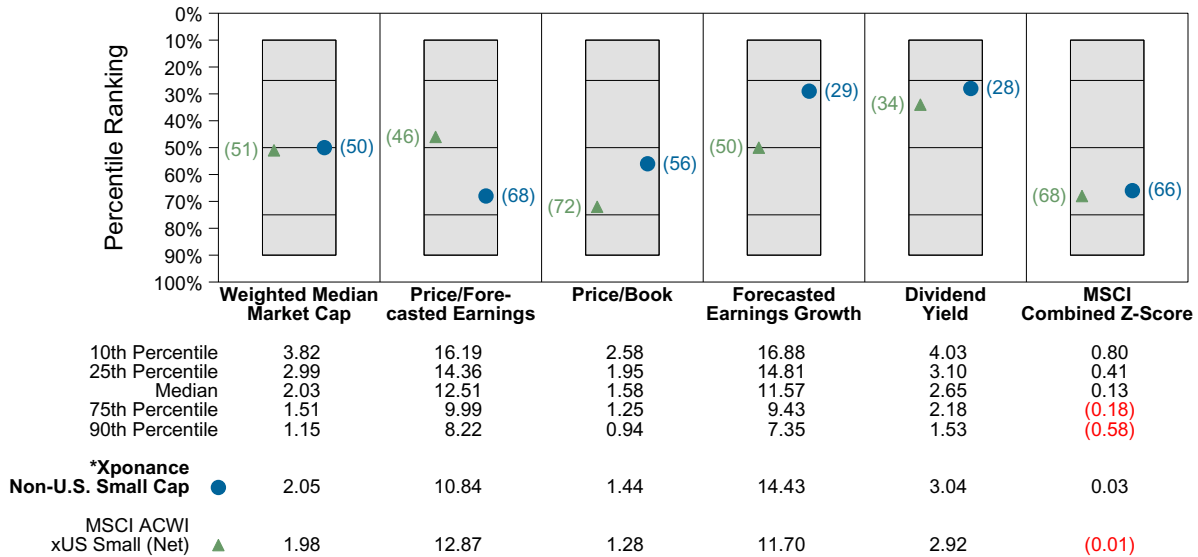 Percentile Ranking
0%
10%
20%
30%
40%
50%
60%
70%
80%
90%
100%
(51) (50)
(46) (68)
(72) (56)
(50) (29)
(34) (28)
(68) (66)
Weighted Median
Market Cap
Price/Fore-
casted Earnings
Price/Book
Forecasted
Earnings Growth
Dividend
Yield
MSCI
Combined Z-Score
10th Percentile 3.82 16.19 2.58 16.88 4.03 0.80
25th Percentile 2.99 14.36 1.95 14.81 3.10 0.41
Median 2.03 12.51 1.58 11.57 2.65 0.13
75th Percentile 1.51 9.99 1.25 9.43 2.18 (0.18)
90th Percentile 1.15 8.22 0.94 7.35 1.53 (0.58)
*Xponance
Non-U.S. Small Cap 2.05 10.84 1.44 14.43 3.04 0.03
MSCI ACWI
xUS Small (Net) 1.98 12.87 1.28 11.70 2.92 (0.01)